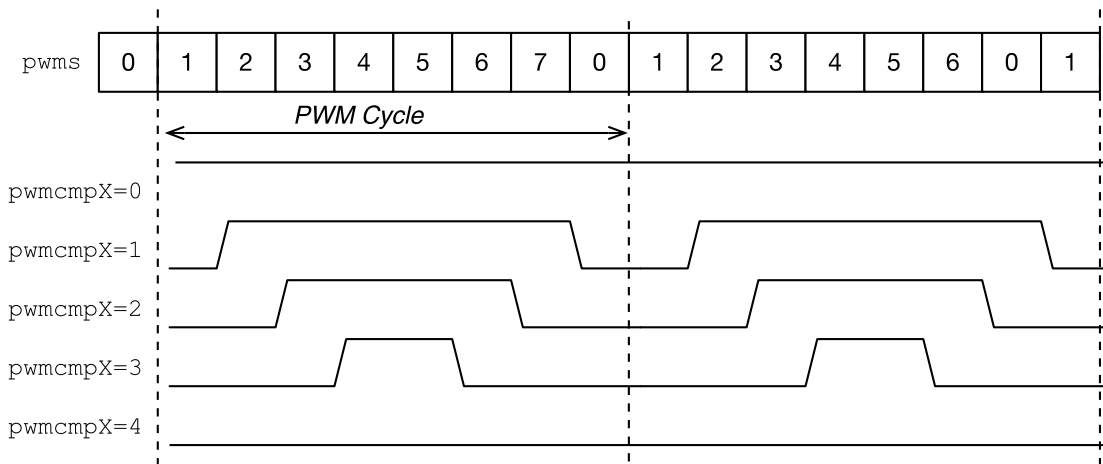 pwms 0 1 2 3 4 5 6 7 0 1 2 3 4 5 6 0 1
PWM Cycle
pwmcmpX=0
pwmcmpX=1
pwmcmpX=2
pwmcmpX=3
pwmcmpX=4